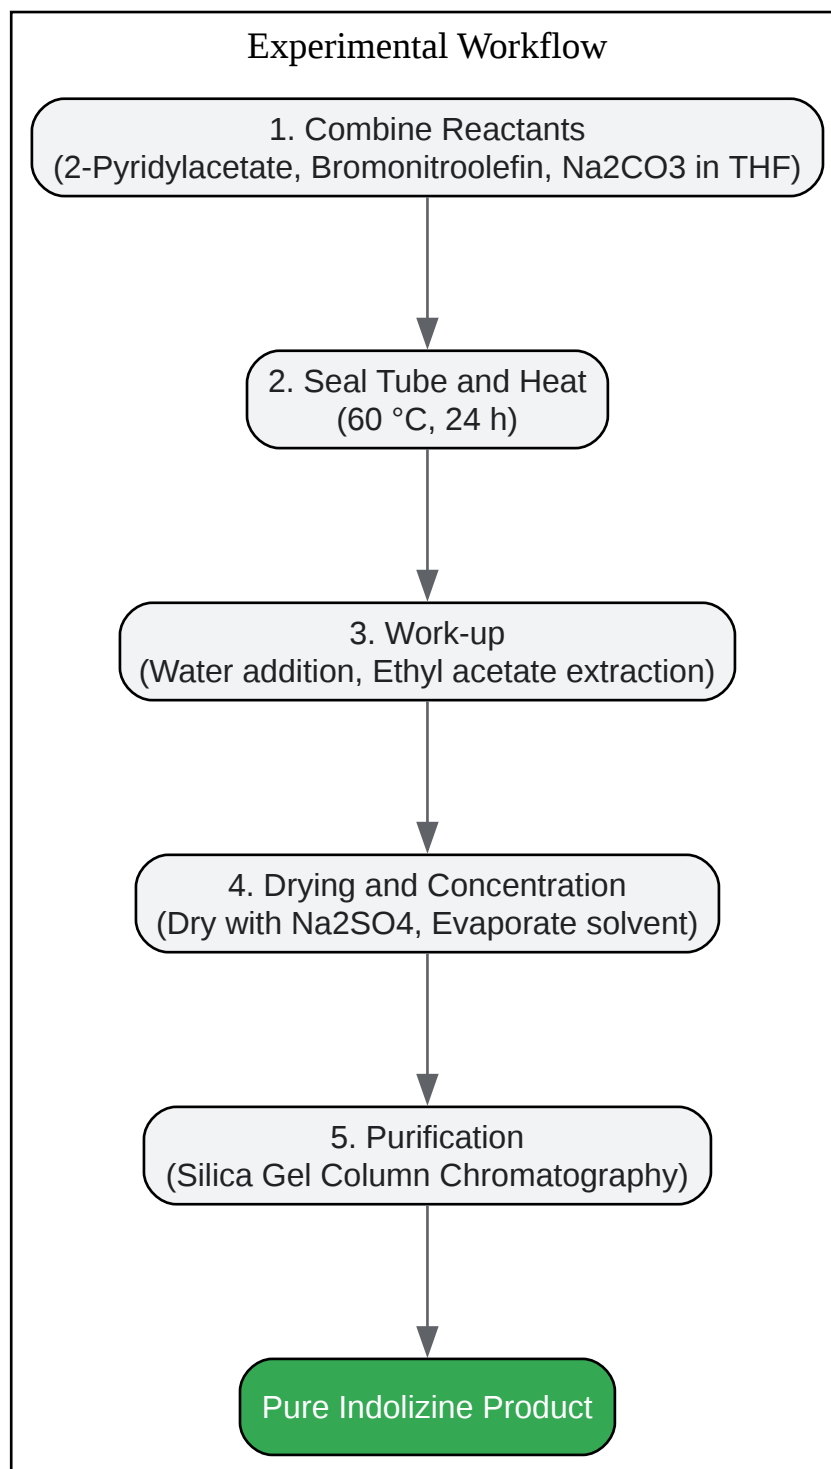 Experimental Workflow
1. Combine Reactants
(2-Pyridylacetate, Bromonitroolefin, Na2CO3 in THF)
2. Seal Tube and Heat
(60 °C, 24 h)
3. Work-up
(Water addition, Ethyl acetate extraction)
4. Drying and Concentration
(Dry with Na2SO4, Evaporate solvent)
5. Purification
(Silica Gel Column Chromatography)
Pure Indolizine Product